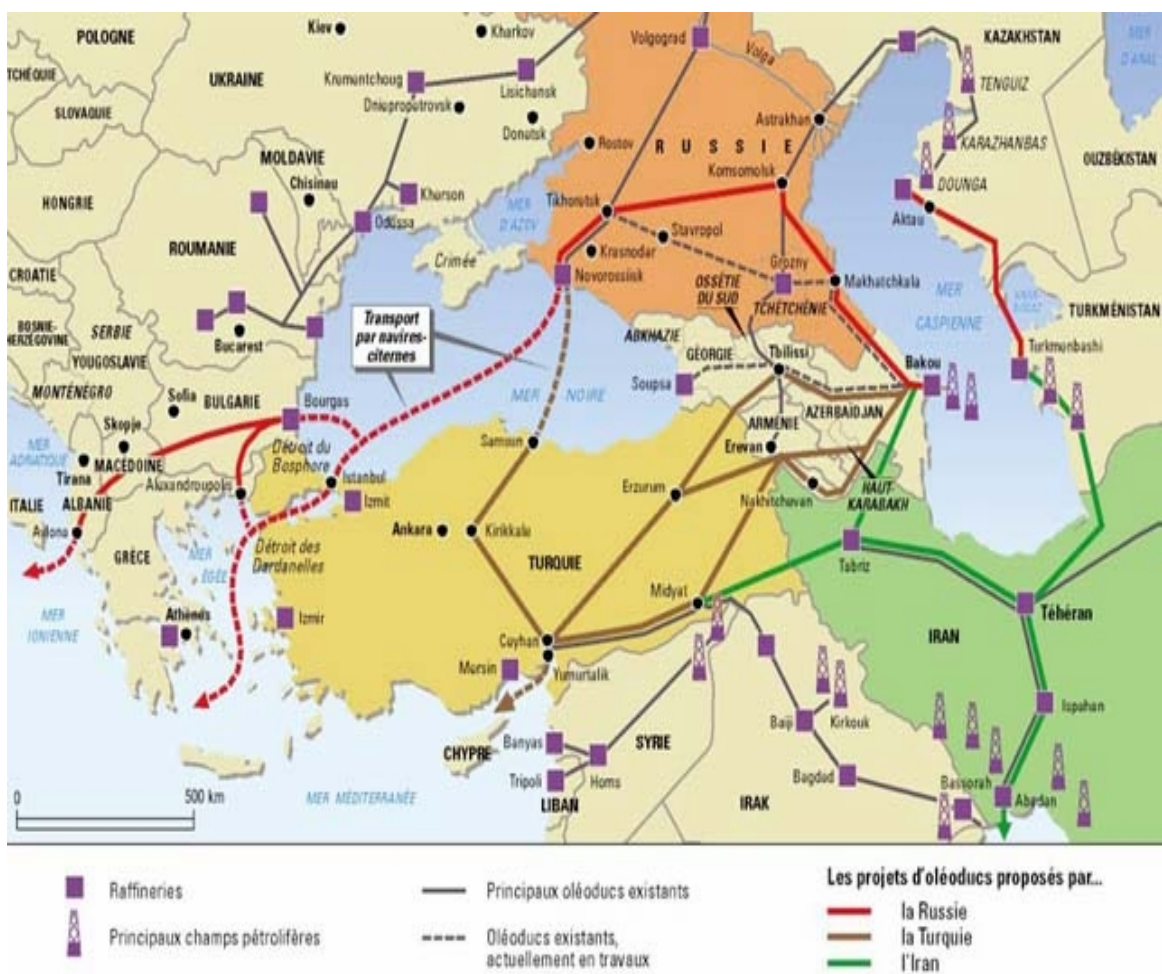 POLOGNE
Kiev
Kharkov
Volgograd
Volga
KAZAKHSTAN
MER
D'ARAL
TCHÉQUIE
UKRAINE
Krementchoug
Lisichansk
TENGUIZ
SLOVAQUIE
Dniepropetrovsk
Donetsk
Astrakhan
Rostov
RUSSIE
KARAZHANBAS
OUZBÉKISTAN
MOLDAVIE
Chisinau
Kherson
Komsomolsk
DOUNGA
HONGRIE
Odessa
MER
D'AZOV
Tikhoretsk
Aktau
Stavropol
ROUMANIE
Crimée
Krasnodar
Grozny
CROATIE
Novorossiisk
OSSÉTIE
DU SUD
Makhatchkala
TCHÉTCHÉNIE
MER
CASPIENNE
TURKMÉNISTAN
BOSNIE-
HERZÉGOVINE
SERBIE
Bucarest
Transport
par navires-
citernes
ABKHAZIE
YOUGOSLAVIE
GÉORGIE
Tbilissi
Turkmenbashi
MONTÉNÉGRO
Sofia
Soupsa
Bakou
BULGARIE
Bourgas
MER NOIRE
AZERBAÏDJAN
Skopje
ARMÉNIE
MER
ADRIATIQUE
MACÉDOINE
Détroit du
Bosphore
Samsun
Erevan
Tirana
Alexandroupolis
Istanbul
ITALIE
ALBANIE
Izmit
Erzurum
Nakhitchevan
HAUT-
KARABAKH
Avlona
Ankara
Kirikkale
GRÈCE
MER
ÉGÉE
Détroit des
Dardanelles
TURQUIE
Tabriz
Midyat
MER
IONIENNE
Athènes
Izmir
Téhéran
Ceyhan
IRAN
Mersin
Yumurtalik
Ispahan
CHYPRE
Banyas
SYRIE
Baiji
Kirkouk
Tripoli
Homs
Bagdad
Bassorah
Abadan
0
500 km
MER MÉDITERRANÉE
LIBAN
IRAK
Raffineries
Principaux oléoducs existants
Les projets d'oléoducs proposés par...
la Russie
Principaux champs pétrolifères
Oléoducs existants,
actuellement en travaux
la Turquie
l'Iran